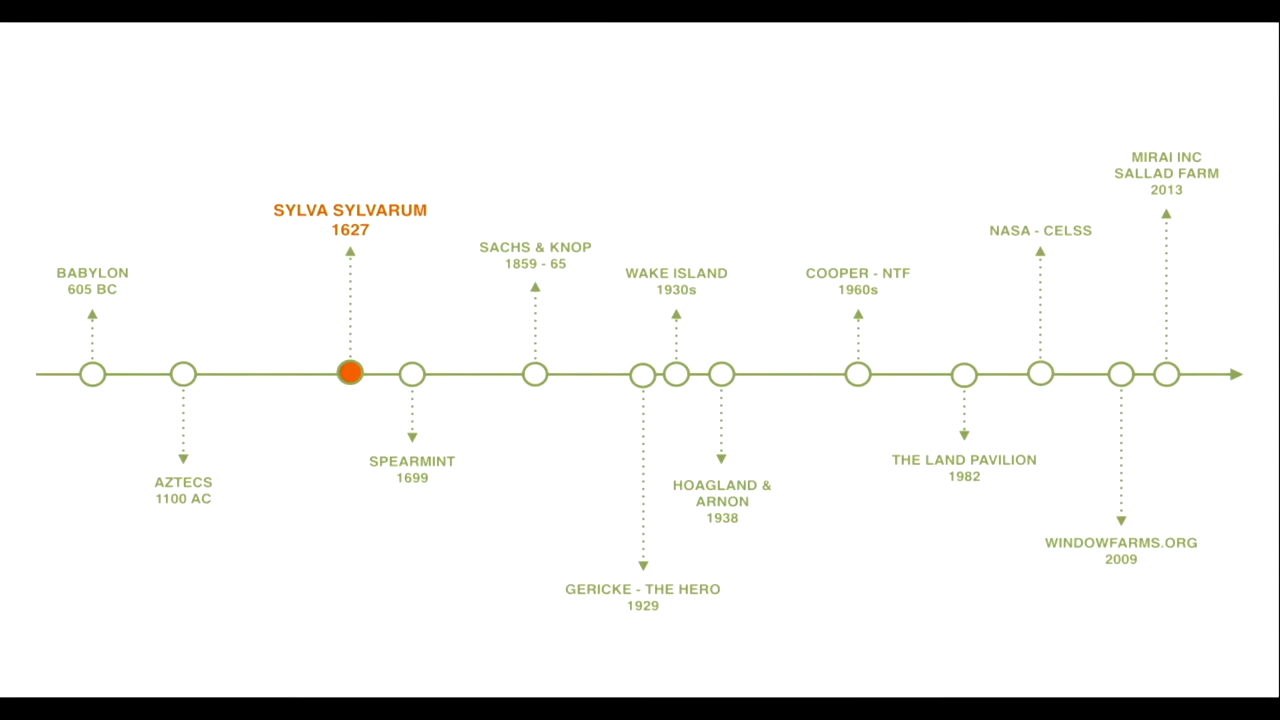 MIRAI INC
SALLAD FARM
2013
SYLVA SYLVARUM
1627
NASA - CELSS
SACHS & KNOP
1859 - 65
BABYLON
605 BC
WAKE ISLAND
1930s
COOPER - NTF
1960s
AZTECS
1100 AC
SPEARMINT
1699
HOAGLAND &
ARNON
1938
THE LAND PAVILION
1982
WINDOWFARMS.ORG
2009
GERICKE - THE HERO
1929